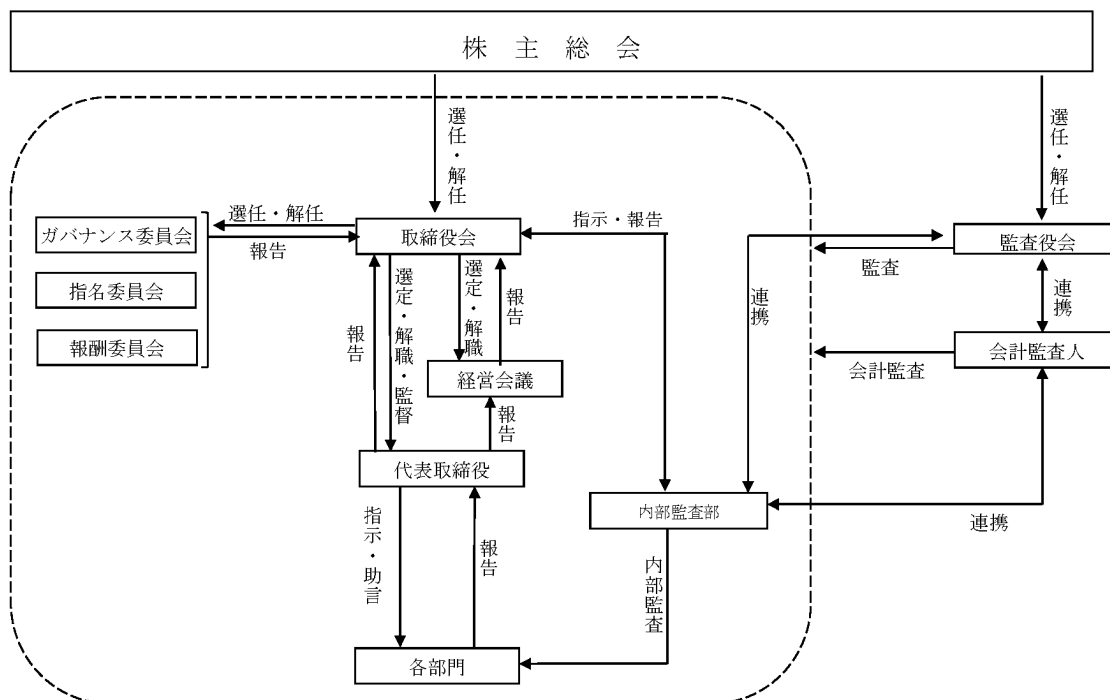 株 主 総 会
選任・解任
選任・解任
ガバナンス委員会
指名委員会
報酬委員会
選任・解任
報告
取締役会
指示・報告
監査役会
監査
連携
連携
会計監査人
会計監査
報告
選定・解職・監督
選定・解職
報告
経営会議
報告
代表取締役
内部監査部
連携
指示・助言
報告
内部監査
各部門